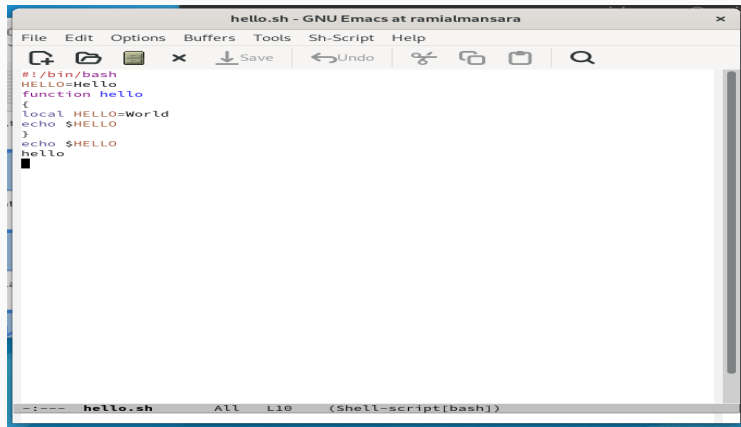 hello.sh - GNU Emacs at ramialmansara
File Edit Options Buffers Tools Sh-Script Help
Save Undo
#!/bin/bash
HELLO=Hello
function hello
{
local HELLO=World
echo $HELLO
}
echo $HELLO
hello
-:--- hello.sh All L10 (Shell-script[bash])